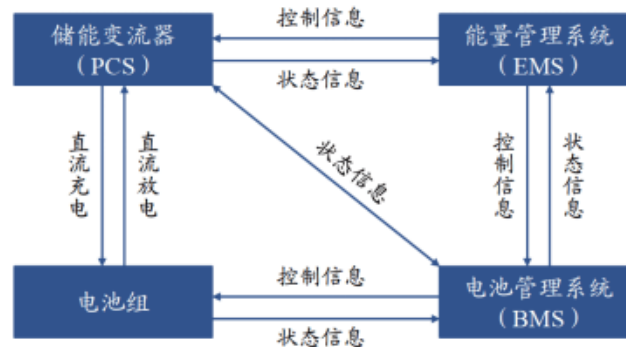 储能变流器
（PCS）
控制信息
状态信息
能量管理系统
（EMS）
直流充电
直流放电
状态信息
控制信息
状态信息
电池组
控制信息
状态信息
电池管理系统
（BMS）